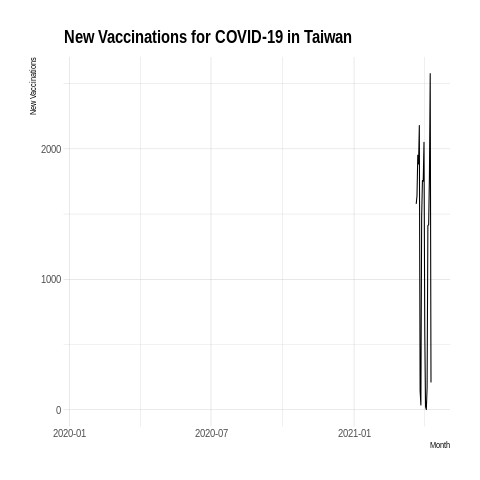 New Vaccinations for COVID-19 in Taiwan
New Vaccinations
2000
1000
0
2020-01
2020-07
2021-01
Month